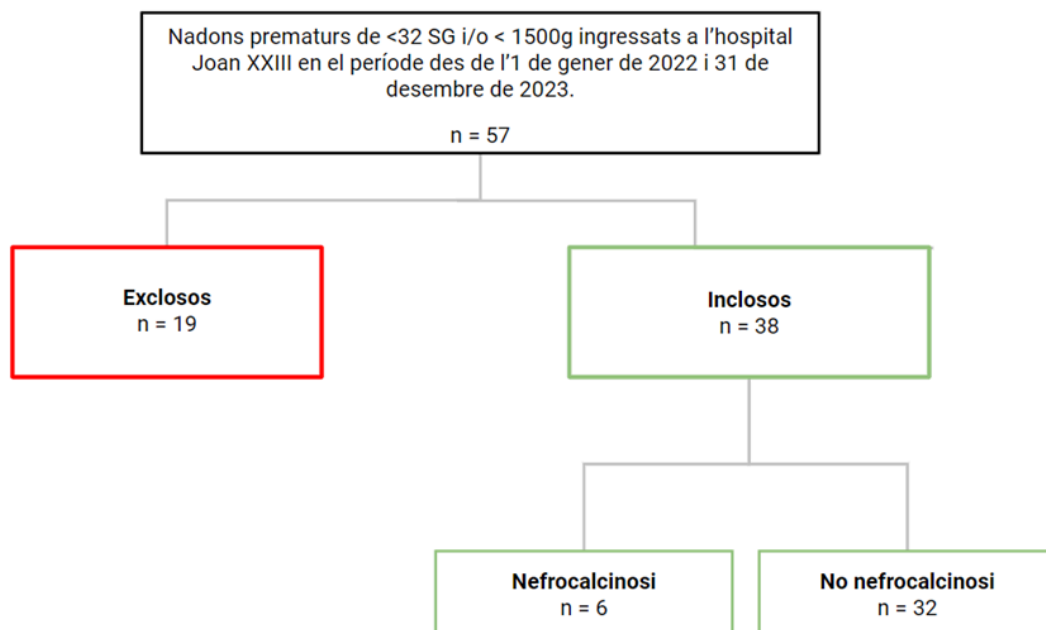 Nadons prematurs de <32 SG i/o < 1500g ingressats a l'hospital
Joan XXIII en el període des de l'1 de gener de 2022 i 31 de
desembre de 2023.
n = 57
Exclosos
n = 19
Inclosos
n = 38
Nefrocalcinosi
n = 6
No nefrocalcinosi
n = 32